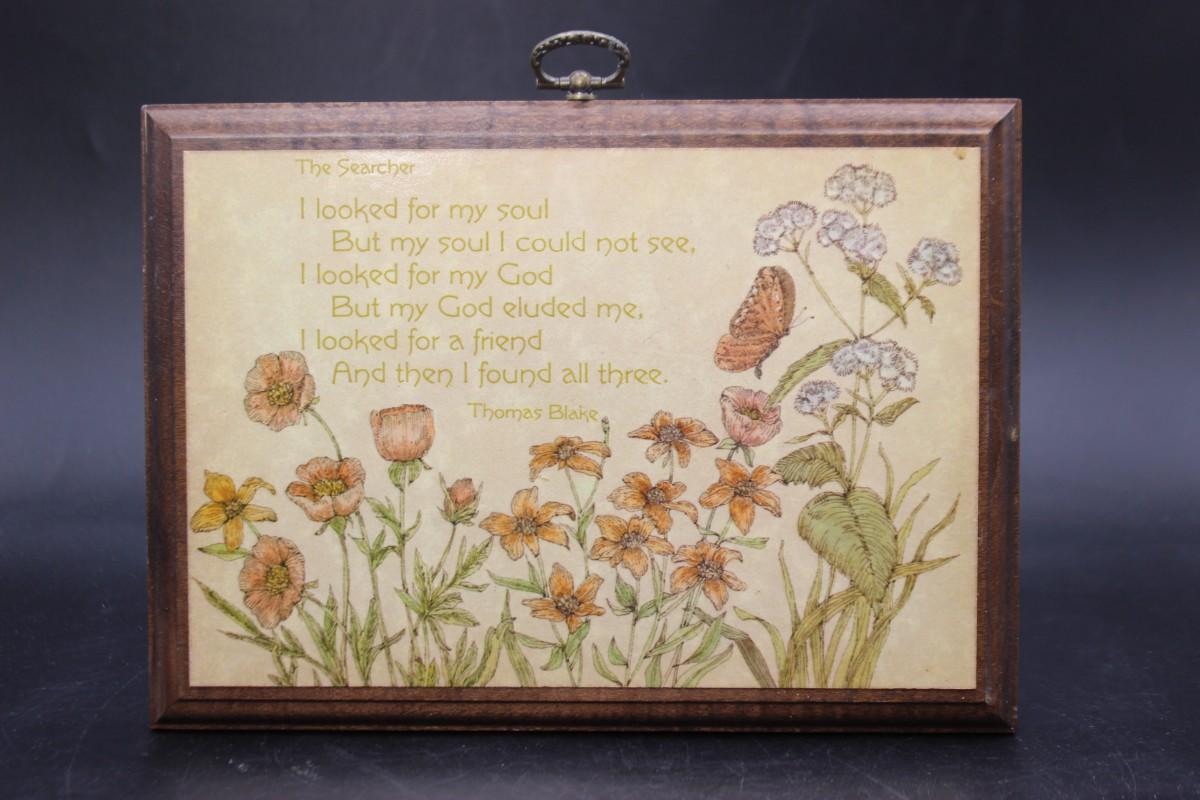 The Searcher
I looked for my soul
But my soul I could not see,
I looked for my God
But my God eluded me,
I looked for a friend
And then I found all three.
Thomas Blake